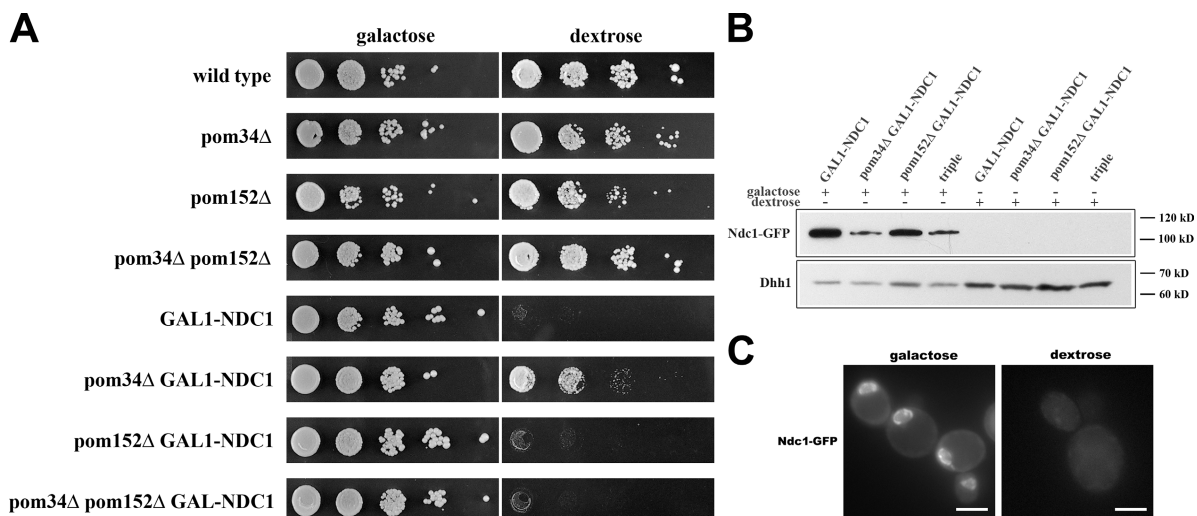 A
galactose
dextrose
wild type
pom34Δ
pom152Δ
pom34Δ pom152Δ
GAL1-NDC1
pom34Δ GAL1-NDC1
pom152Δ GAL1-NDC1
pom34Δ pom152Δ GAL-NDC1
B
GAL1-NDC1
pom34Δ GAL1-NDC1
pom152Δ GAL1-NDC1
triple
GAL1-NDC1
pom34Δ GAL1-NDC1
pom152Δ GAL1-NDC1
triple
galactose + + + + - - - -
dextrose - - - - + + + +
Ndc1-GFP
120 kD
100 kD
Dhh1
70 kD
60 kD
C
galactose
dextrose
Ndc1-GFP